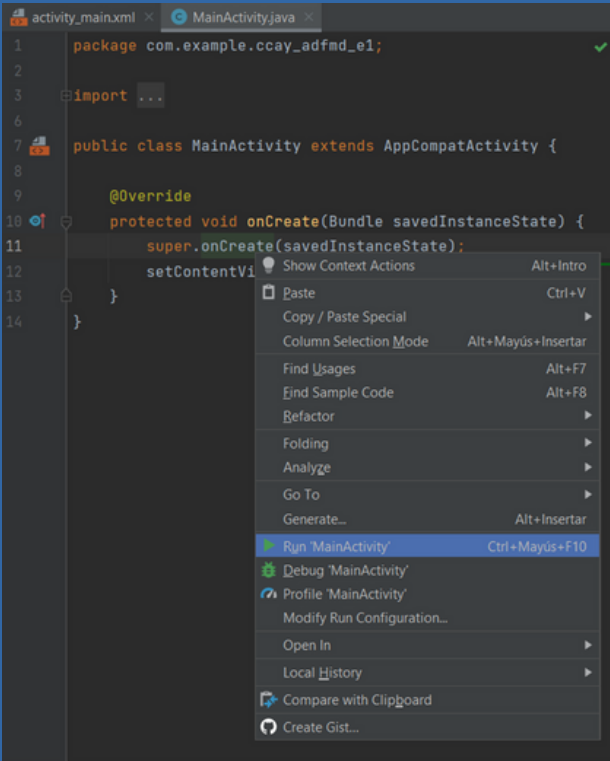 activity_main.xml × MainActivity.java ×
1 package com.example.ccay_adfmd_e1;
2
3 import ...
6
7 public class MainActivity extends AppCompatActivity {
8
9 @Override
10 protected void onCreate(Bundle savedInstanceState) {
11 super.onCreate(savedInstanceState);
12 setContentVi
13 }
14 }
Show Context Actions Alt+Intro
Paste Ctrl+V
Copy / Paste Special
Column Selection Mode Alt+Mayús+Insertar
Find Usages Alt+F7
Find Sample Code Alt+F8
Refactor
Folding
Analyze
Go To
Generate... Alt+Insertar
Run 'MainActivity' Ctrl+Mayús+F10
Debug 'MainActivity'
Profile 'MainActivity'
Modify Run Configuration...
Open In
Local History
Compare with Clipboard
Create Gist...